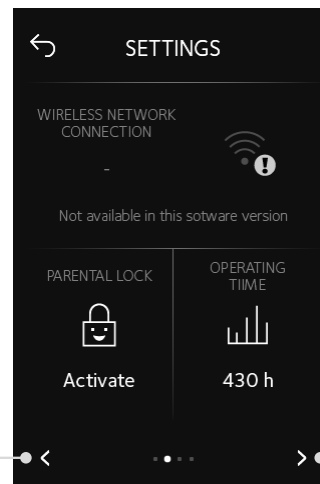 SETTINGS
WIRELESS NETWORK
CONNECTION
-
Not available in this sotware version
PARENTAL LOCK
OPERATING
TIIME
Activate
430 h